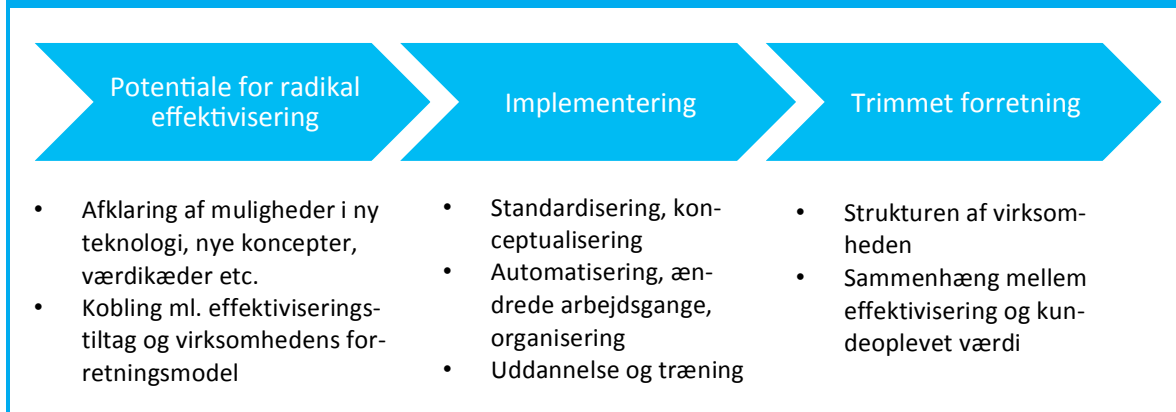 Potentiale for radikal
effektivisering
Implementering
Trimmet forretning
• Afklaring af muligheder i ny
teknologi, nye koncepter,
værdikæder etc.
• Kobling ml. effektiviserings-
tiltag og virksomhedens for-
retningsmodel
• Standardisering, kon-
ceptualisering
• Automatisering, æn-
drede arbejdsgange,
organisering
• Uddannelse og træning
• Strukturen af virksom-
heden
• Sammenhæng mellem
effektivisering og kun-
deoplevet værdi